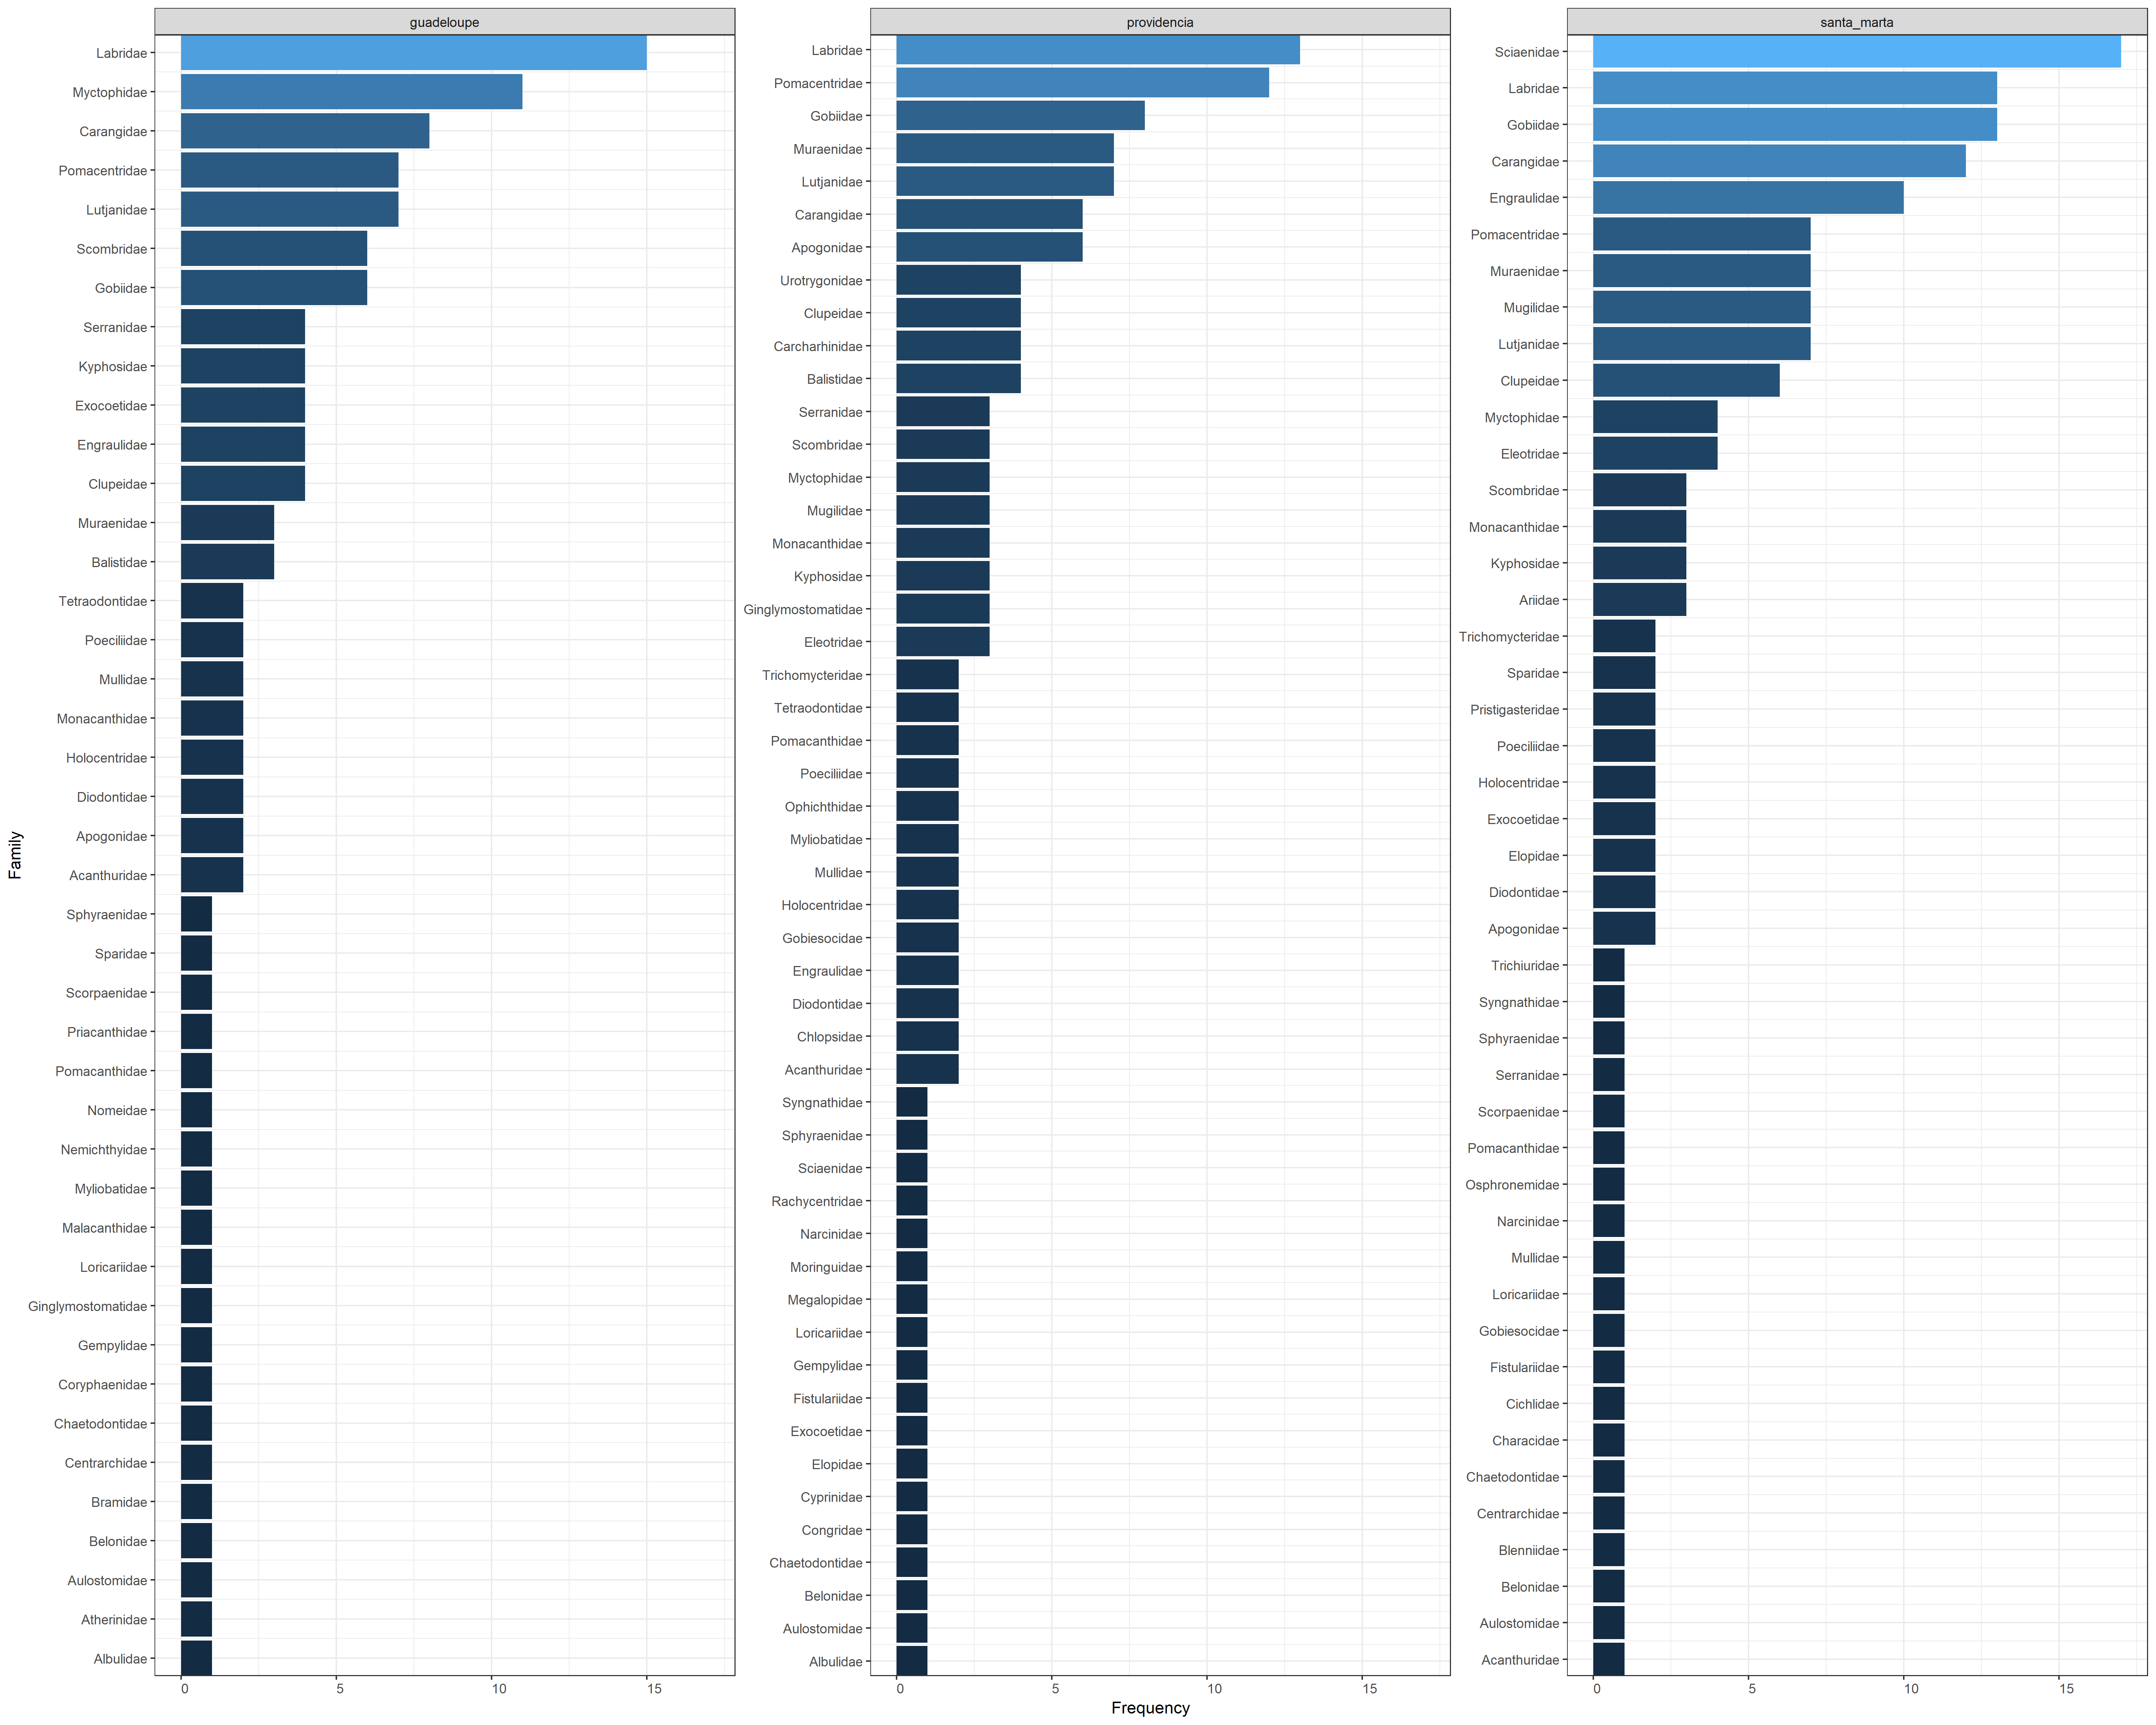 guadeloupe
Labridae
Myctophidae
Carangidae
Pomacentridae
Lutjanidae
Scombridae
Gobiidae
Serranidae
Kyphosidae
Exocoetidae
Engraulidae
Clupeidae
Muraenidae
Balistidae
Tetraodontidae
Poeciliidae
Mullidae
Monacanthidae
Holocentridae
Diodontidae
Apogonidae
Acanthuridae
Sphyraenidae
Sparidae
Scorpaenidae
Priacanthidae
Pomacanthidae
Nomeidae
Nemichthyidae
Myliobatidae
Malacanthidae
Loricariidae
Ginglymostomatidae
Gempylidae
Coryphaenidae
Chaetodontidae
Centrarchidae
Bramidae
Belonidae
Aulostomidae
Atherinidae
Albulidae
0 5 10 15
providencia
Labridae
Pomacentridae
Gobiidae
Muraenidae
Lutjanidae
Carangidae
Apogonidae
Urotrygonidae
Clupeidae
Carcharhinidae
Balistidae
Serranidae
Scombridae
Myctophidae
Mugilidae
Monacanthidae
Kyphosidae
Ginglymostomatidae
Eleotridae
Trichomycteridae
Tetraodontidae
Pomacanthidae
Poeciliidae
Ophichthidae
Myliobatidae
Mullidae
Holocentridae
Gobiesocidae
Engraulidae
Diodontidae
Chlopsidae
Acanthuridae
Syngnathidae
Sphyraenidae
Sciaenidae
Rachycentridae
Narcinidae
Moringuidae
Megalopidae
Loricariidae
Gempylidae
Fistulariidae
Exocoetidae
Elopidae
Cyprinidae
Congridae
Chaetodontidae
Belonidae
Aulostomidae
Albulidae
0 5 10 15
santa_marta
Sciaenidae
Labridae
Gobiidae
Carangidae
Engraulidae
Pomacentridae
Muraenidae
Mugilidae
Lutjanidae
Clupeidae
Myctophidae
Eleotridae
Scombridae
Monacanthidae
Kyphosidae
Ariidae
Trichomycteridae
Sparidae
Pristigasteridae
Poeciliidae
Holocentridae
Exocoetidae
Elopidae
Diodontidae
Apogonidae
Trichiuridae
Syngnathidae
Sphyraenidae
Serranidae
Scorpaenidae
Pomacanthidae
Osphronemidae
Narcinidae
Mullidae
Loricariidae
Gobiesocidae
Fistulariidae
Cichlidae
Characidae
Chaetodontidae
Centrarchidae
Blenniidae
Belonidae
Aulostomidae
Acanthuridae
0 5 10 15
Family
Frequency